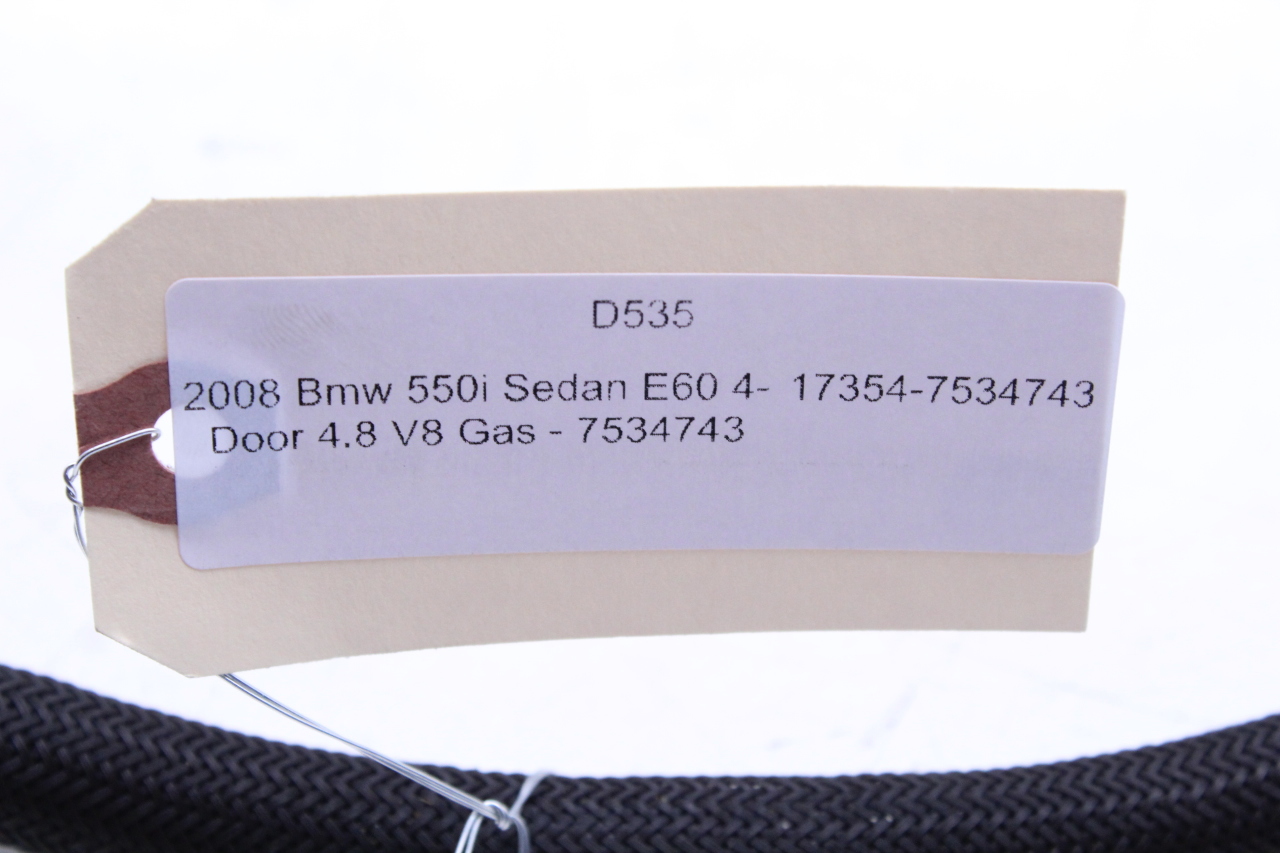 D535
2008 Bmw 550i Sedan E60 4- 17354-7534743
Door 4.8 V8 Gas - 7534743